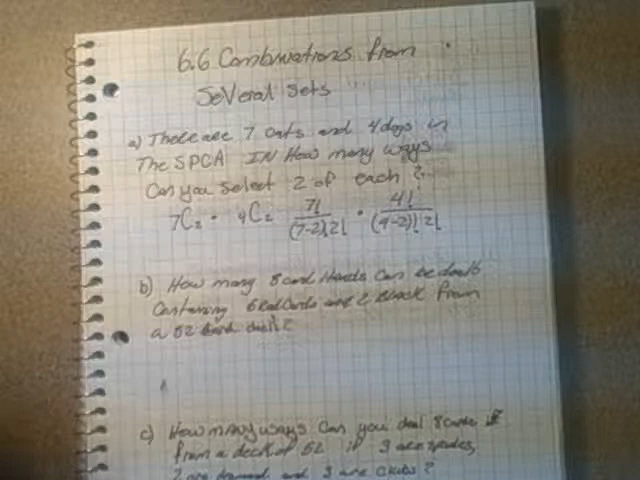 6.6 Combinations from
Several Sets
a) There are 7 Cats and 4 dogs in
The SPCA IN How many ways
Can you Select 2 of each?
7C2 · 4C2 7!/(7-2)!2! · 4!/(4-2)!2!
b) How many 8 card Hands Can be dealt
Containing 6 Red Cards and 2 Black from
a 52 Card deck?
c) How many ways Can you deal 8 cards if
from a deck of 52 if 3 are spades,
2 are diamond and 3 are clubs?